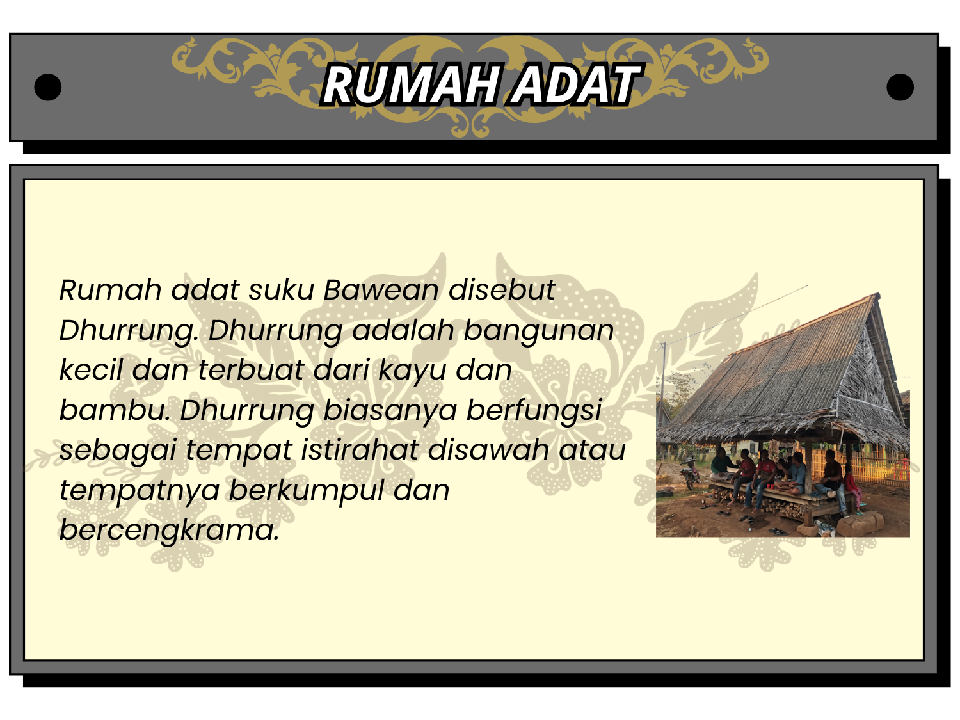 RUMAH ADAT
Rumah adat suku Bawean disebut
Dhurrung. Dhurrung adalah bangunan
kecil dan terbuat dari kayu dan
bambu. Dhurrung biasanya berfungsi
sebagai tempat istirahat disawah atau
tempatnya berkumpul dan
bercengkrama.